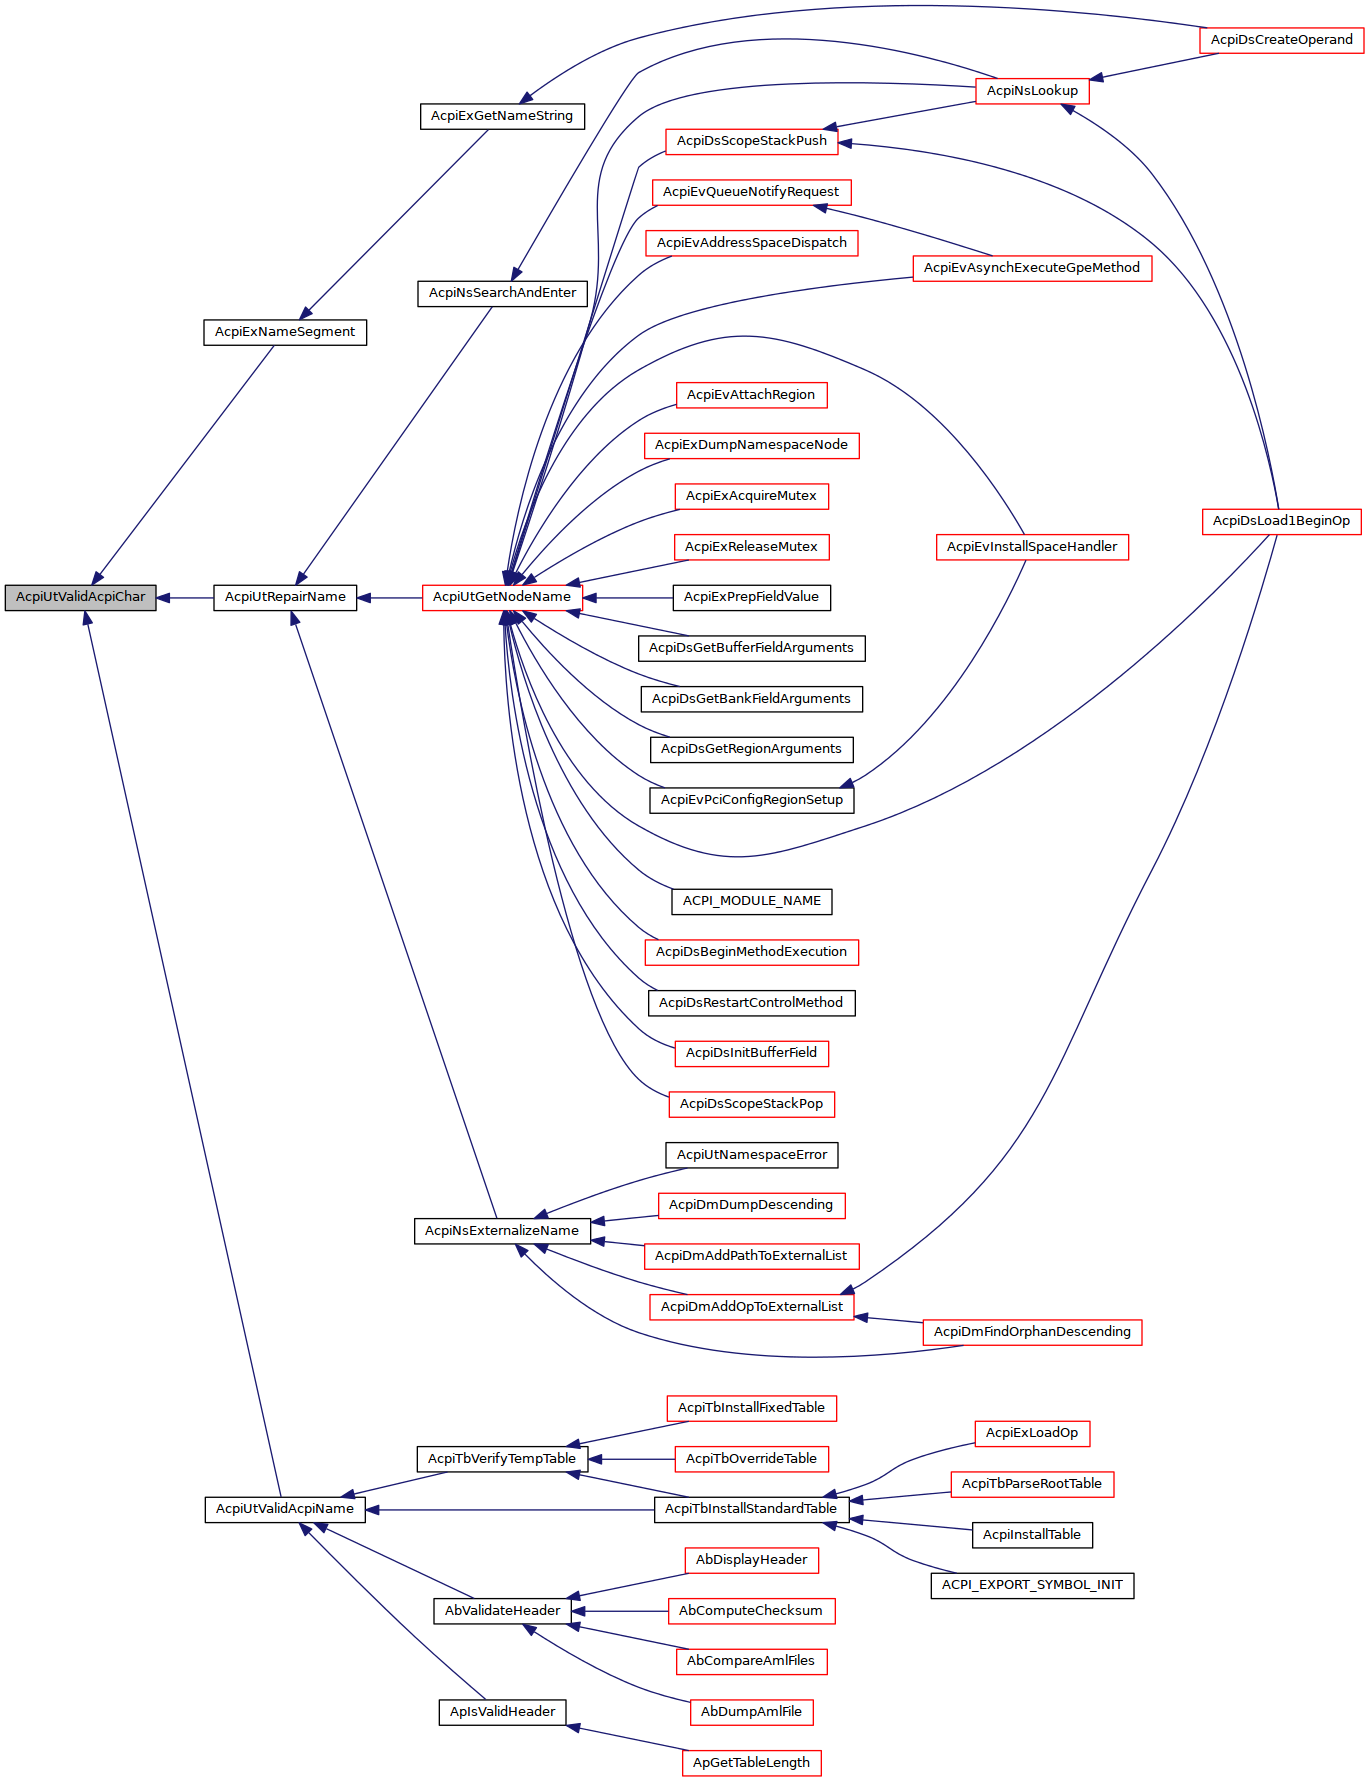 AcpiDsCreateOperand
AcpiNsLookup
AcpiExGetNameString
AcpiDsScopeStackPush
AcpiEvQueueNotifyRequest
AcpiEvAddressSpaceDispatch
AcpiEvAsynchExecuteGpeMethod
AcpiNsSearchAndEnter
AcpiExNameSegment
AcpiEvAttachRegion
AcpiExDumpNamespaceNode
AcpiExAcquireMutex
AcpiDsLoad1BeginOp
AcpiExReleaseMutex
AcpiEvInstallSpaceHandler
AcpiUtValidAcpiChar
AcpiUtRepairName
AcpiUtGetNodeName
AcpiExPrepFieldValue
AcpiDsGetBufferFieldArguments
AcpiDsGetBankFieldArguments
AcpiDsGetRegionArguments
AcpiEvPciConfigRegionSetup
ACPI_MODULE_NAME
AcpiDsBeginMethodExecution
AcpiDsRestartControlMethod
AcpiDsInitBufferField
AcpiDsScopeStackPop
AcpiUtNamespaceError
AcpiDmDumpDescending
AcpiNsExternalizeName
AcpiDmAddPathToExternalList
AcpiDmAddOpToExternalList
AcpiDmFindOrphanDescending
AcpiTbInstallFixedTable
AcpiExLoadOp
AcpiTbVerifyTempTable
AcpiTbOverrideTable
AcpiTbParseRootTable
AcpiUtValidAcpiName
AcpiTbInstallStandardTable
AcpiInstallTable
AbDisplayHeader
ACPI_EXPORT_SYMBOL_INIT
AbValidateHeader
AbComputeChecksum
AbCompareAmlFiles
ApIsValidHeader
AbDumpAmlFile
ApGetTableLength